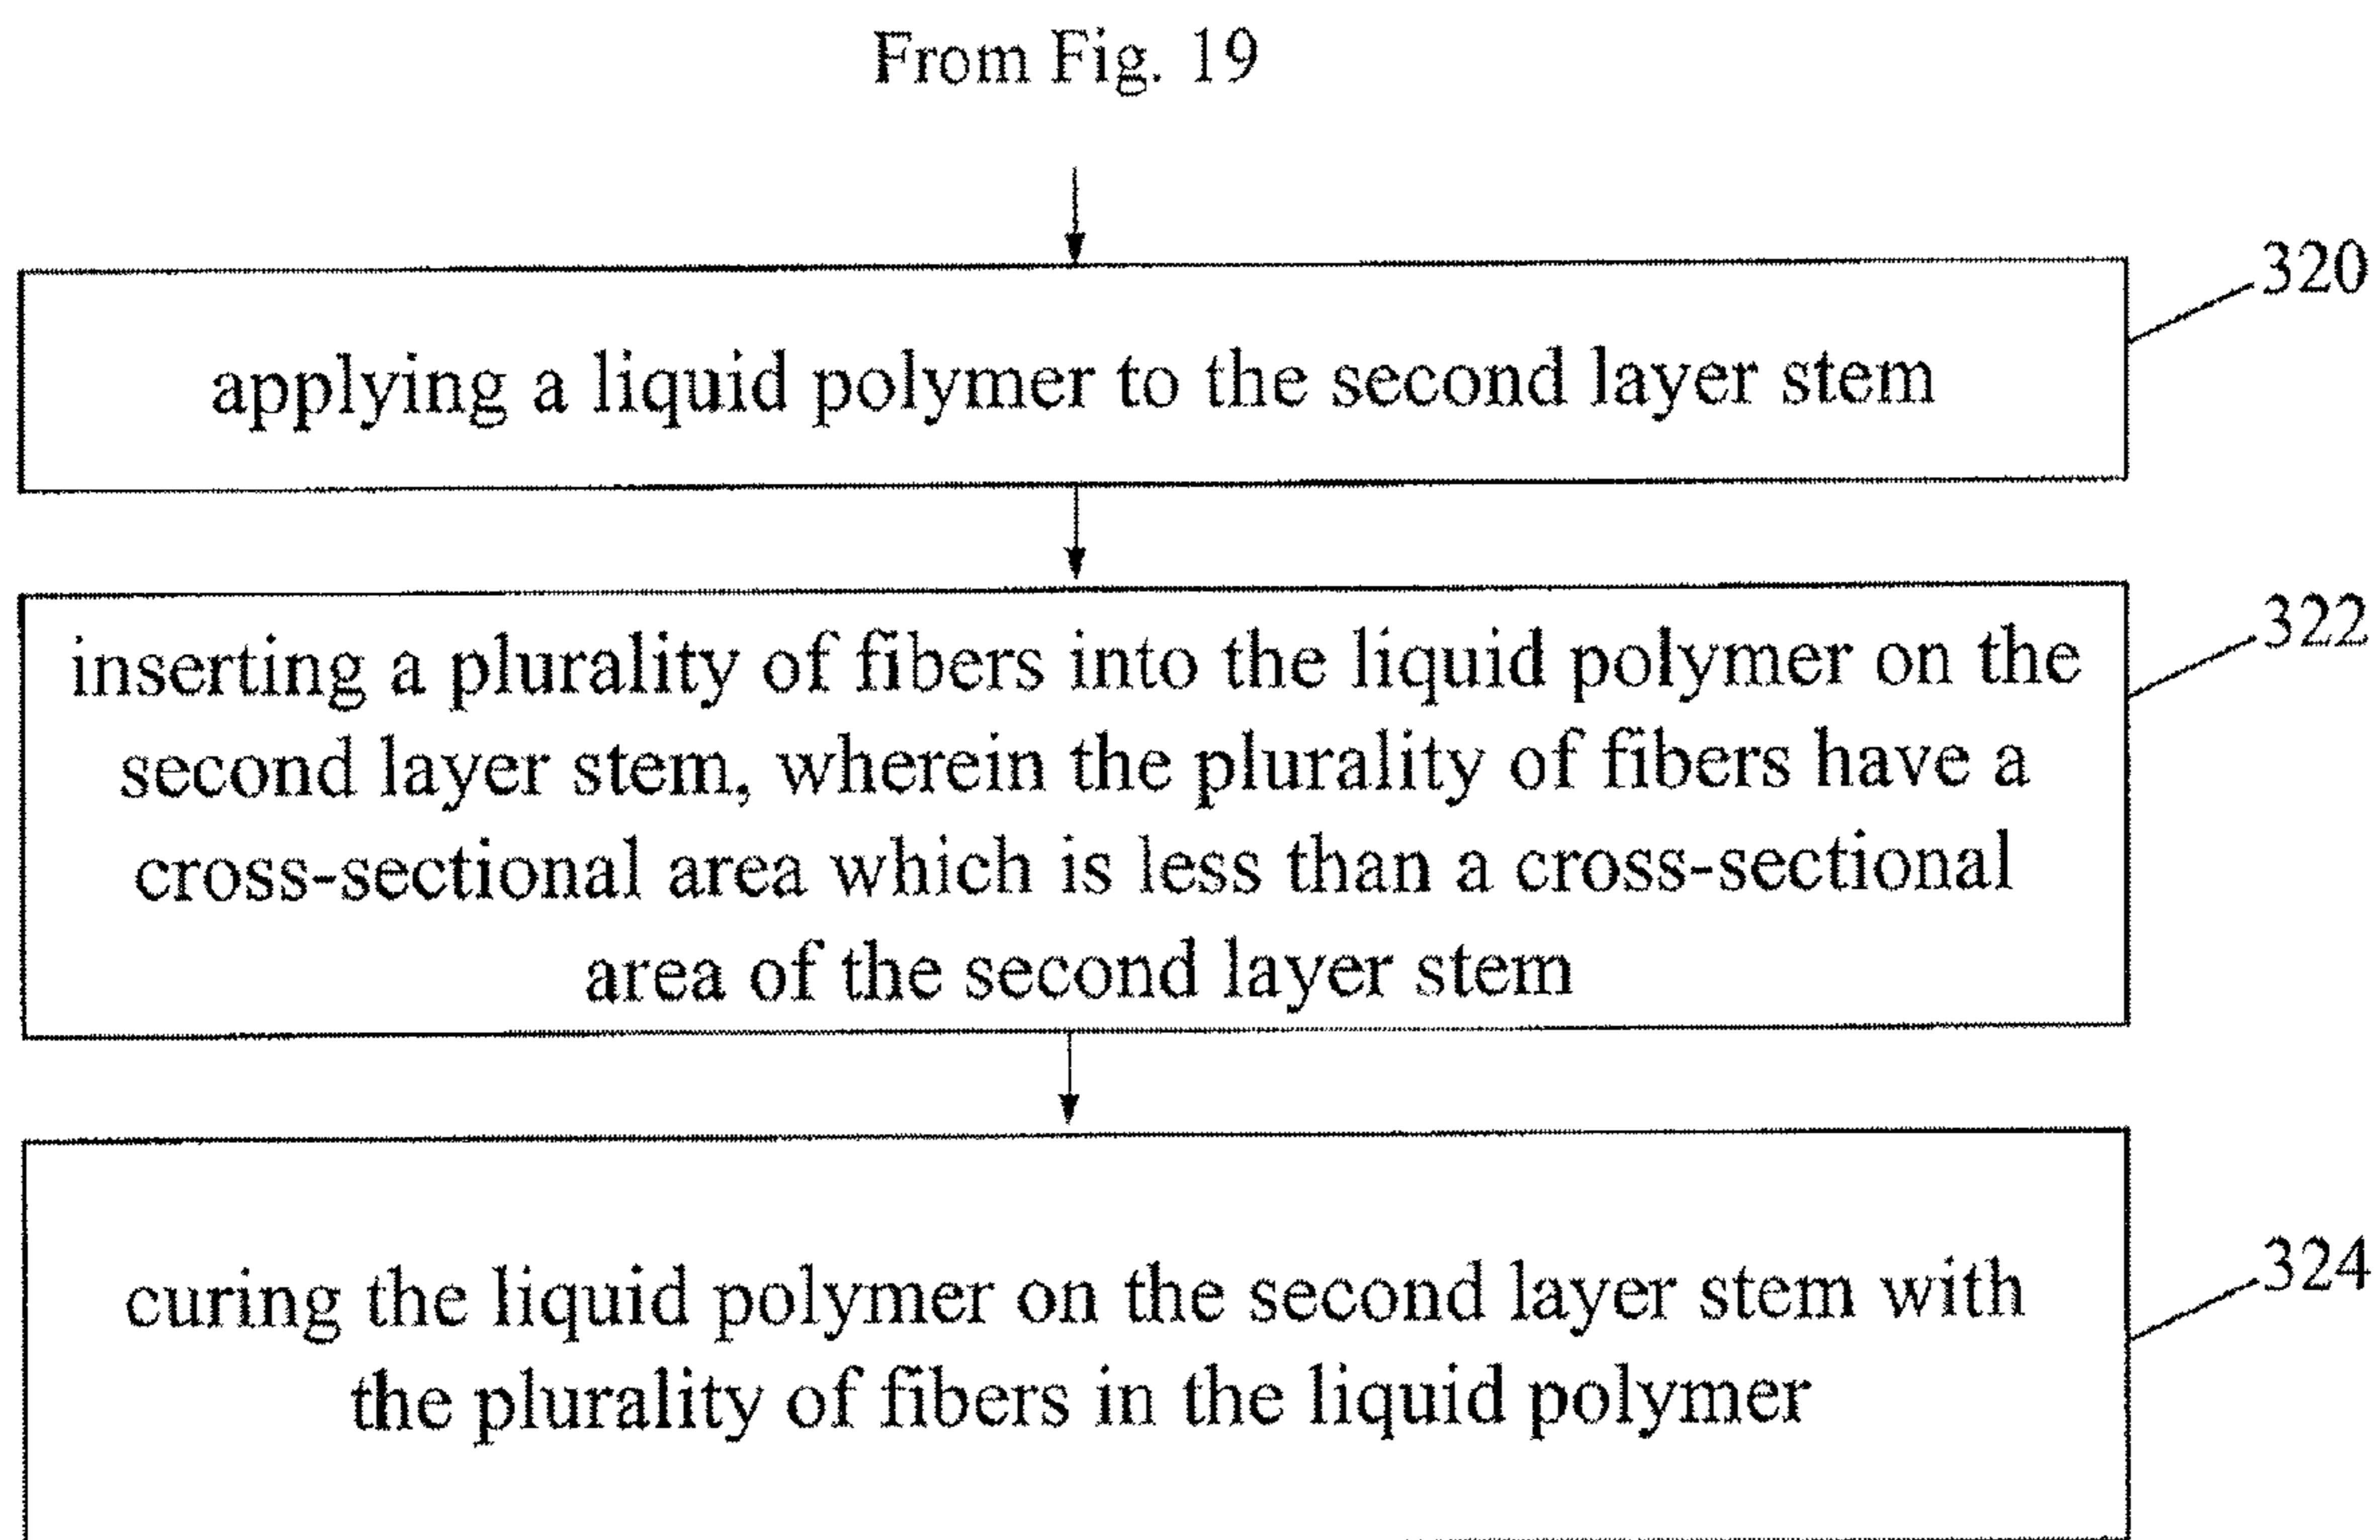 From Fig. 19
320
applying a liquid polymer to the second layer stem
322
inserting a plurality of fibers into the liquid polymer on the
second layer stem, wherein the plurality of fibers have a
cross-sectional area which is less than a cross-sectional
area of the second layer stem
324
curing the liquid polymer on the second layer stem with
the plurality of fibers in the liquid polymer